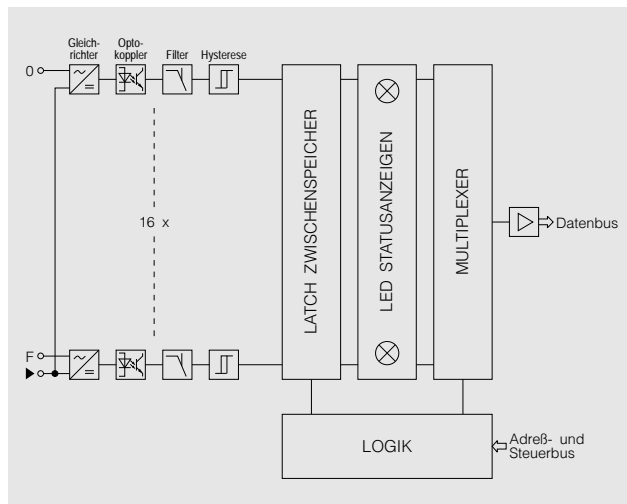 Gleich-
richter
Opto-
koppler
Filter
Hysterese
0
16 x
F
LATCH ZWISCHENSPEICHER
LED STATUSANZEIGEN
MULTIPLEXER
Datenbus
LOGIK
Adreß- und
Steuerbus